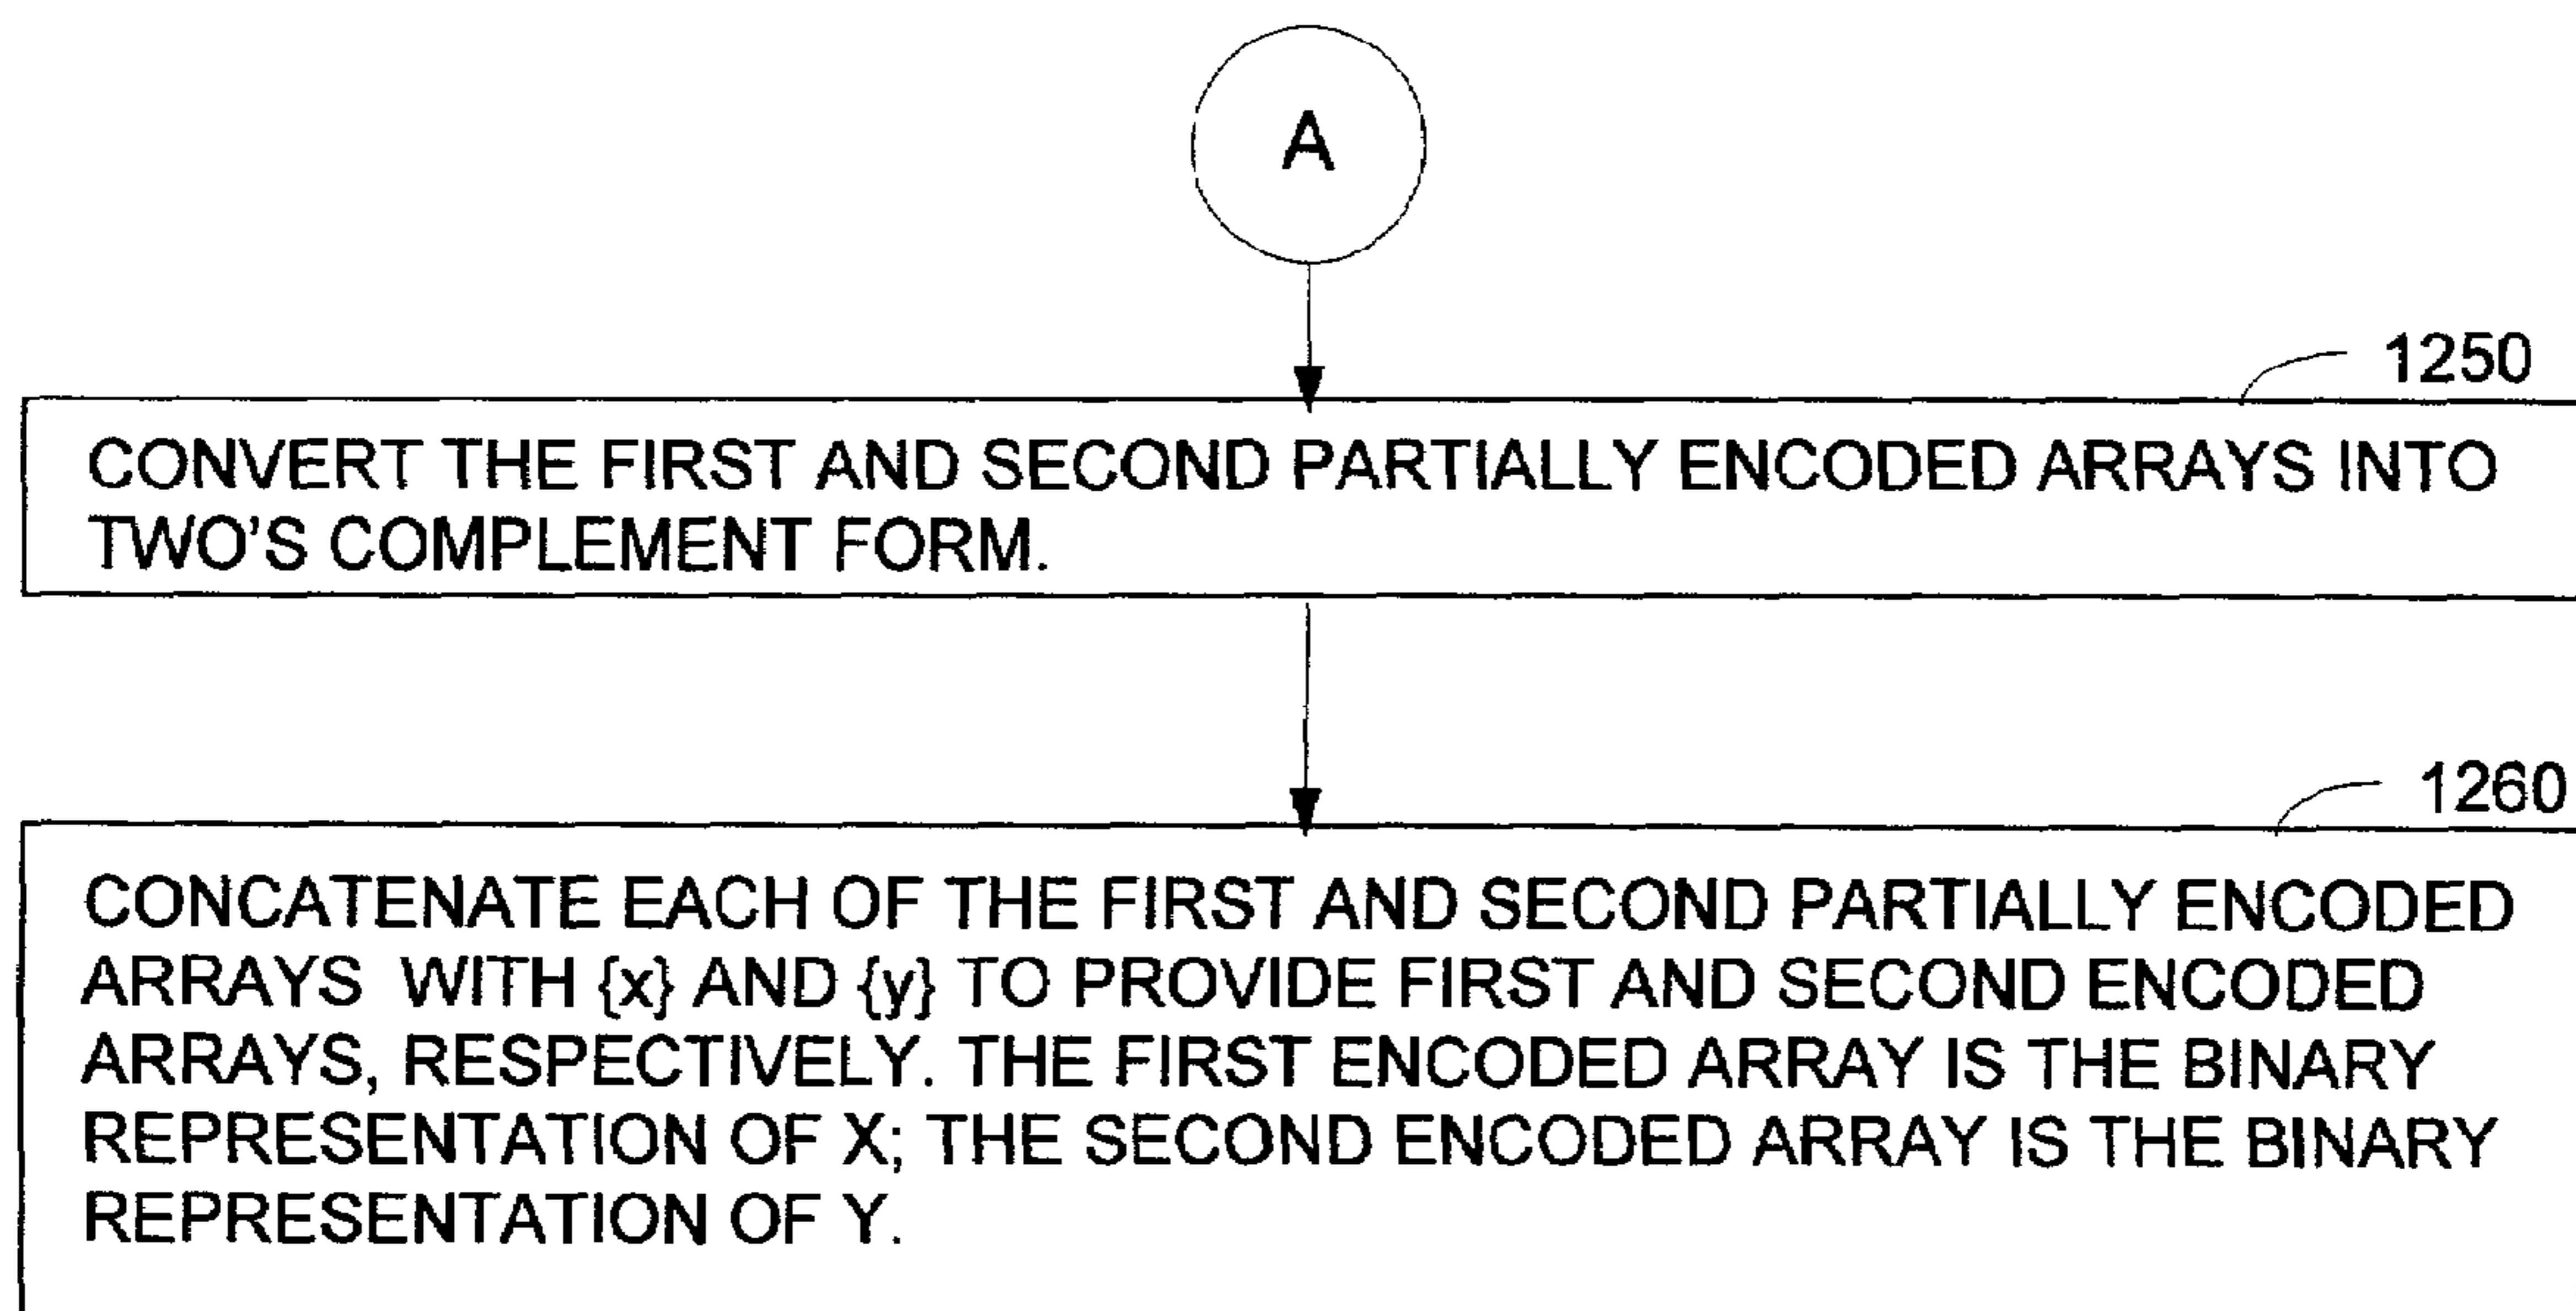 A
1250
CONVERT THE FIRST AND SECOND PARTIALLY ENCODED ARRAYS INTO
TWO'S COMPLEMENT FORM.
1260
CONCATENATE EACH OF THE FIRST AND SECOND PARTIALLY ENCODED
ARRAYS WITH {x} AND {y} TO PROVIDE FIRST AND SECOND ENCODED
ARRAYS, RESPECTIVELY. THE FIRST ENCODED ARRAY IS THE BINARY
REPRESENTATION OF X; THE SECOND ENCODED ARRAY IS THE BINARY
REPRESENTATION OF Y.